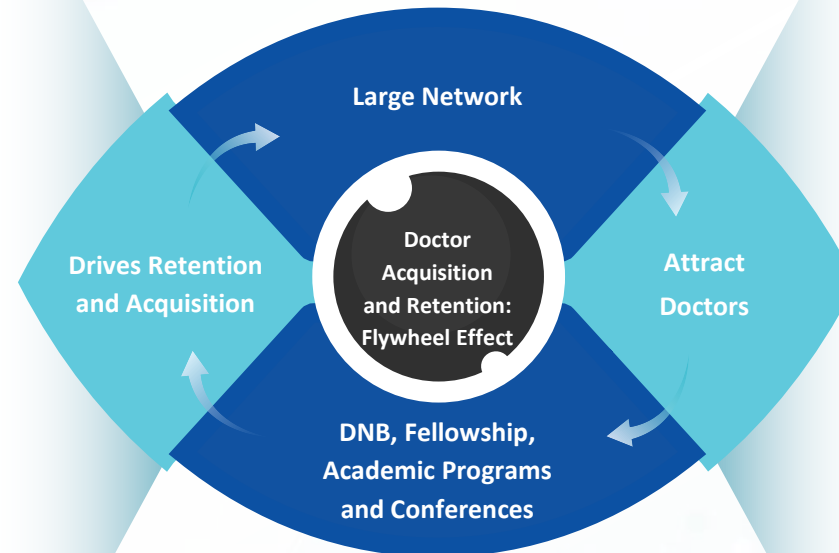 Large Network
Attract
Doctors
DNB, Fellowship,
Academic Programs
and Conferences
Drives Retention
and Acquisition
Doctor
Acquisition
and Retention:
Flywheel Effect